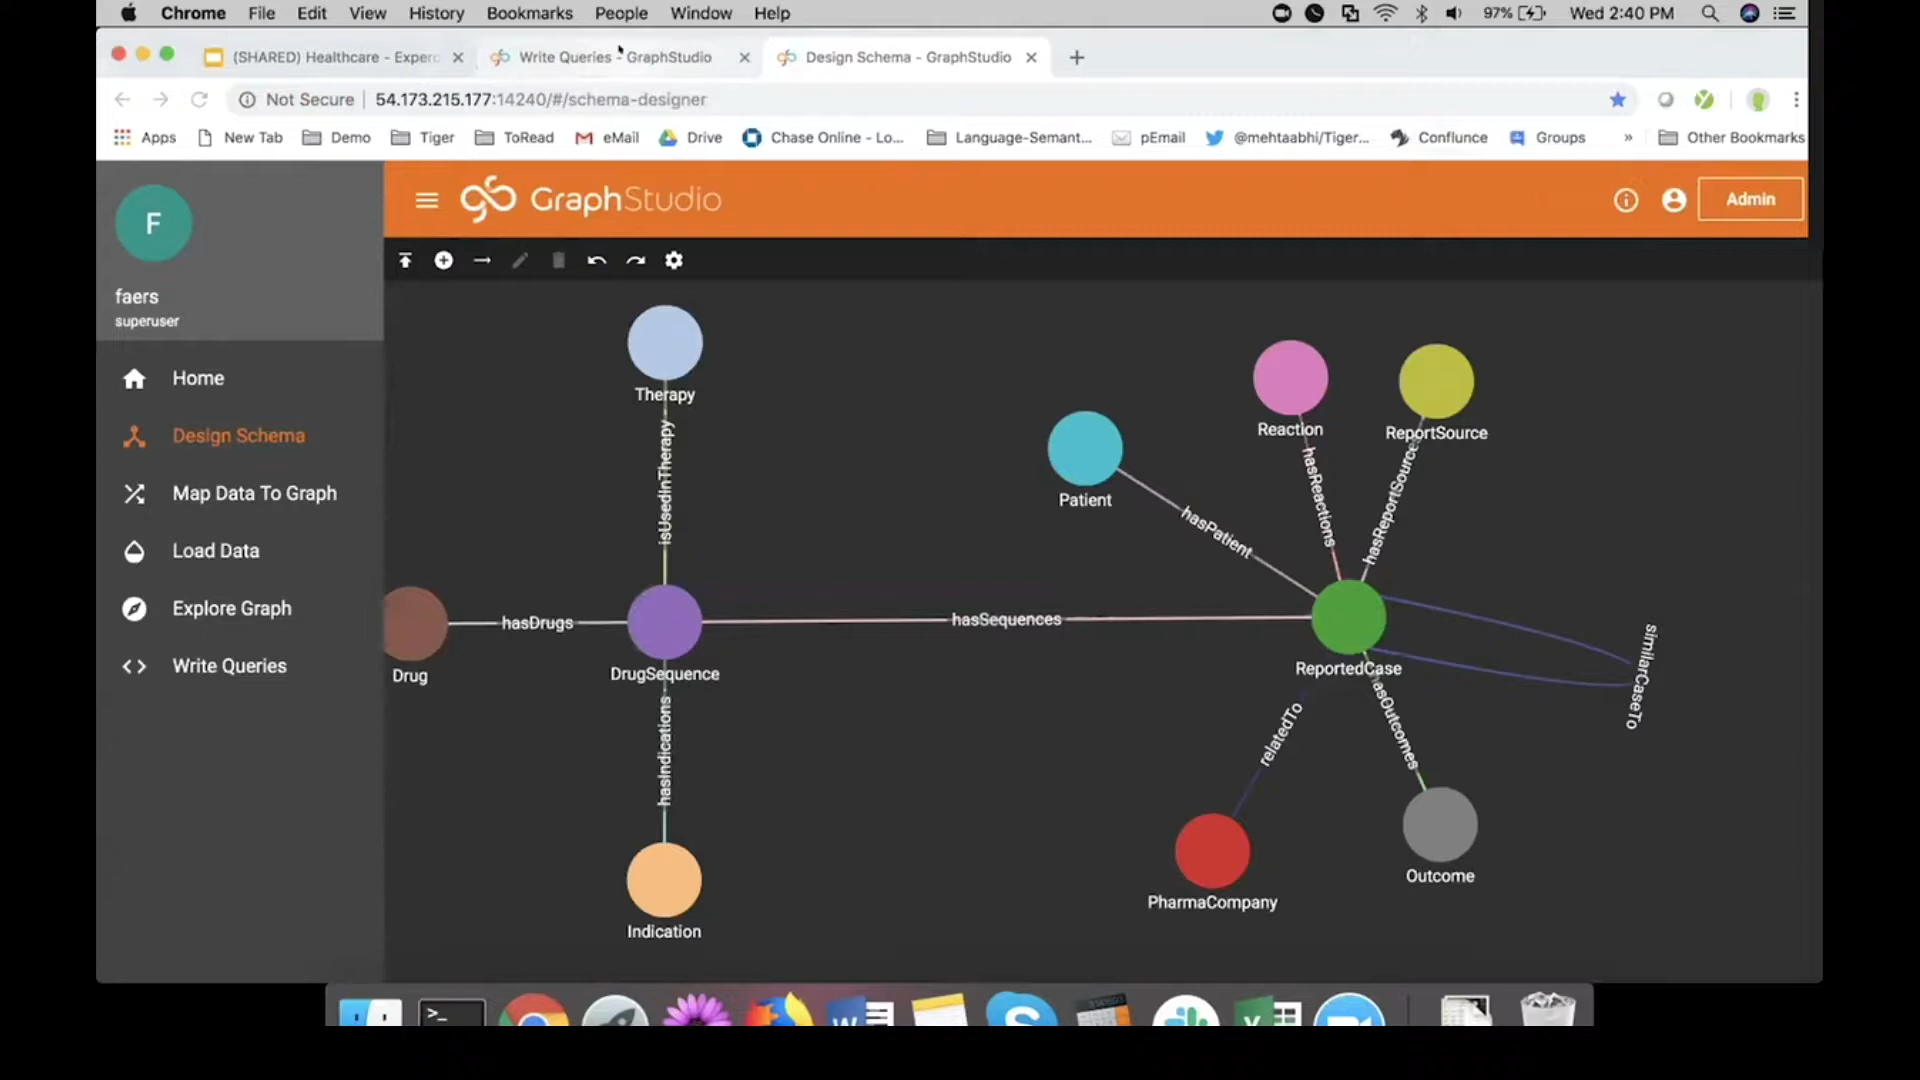 Chrome File Edit View History Bookmarks People Window Help 97% Wed 2:40 PM
(SHARED) Healthcare - Expero
Write Queries - GraphStudio
Design Schema - GraphStudio
Not Secure | 54.173.215.177:14240/#/schema-designer
Apps New Tab Demo Tiger ToRead eMail Drive Chase Online - Lo... Language-Semant... pEmail @mehtaabhi/Tiger... Conflunce Groups » Other Bookmarks
F
faers
superuser
GraphStudio
Admin
Home
Design Schema
Map Data To Graph
Load Data
Explore Graph
Write Queries
Therapy
isUsedInTherapy
Drug
hasDrugs
DrugSequence
hasIndications
Indication
hasSequences
Patient
hasPatient
Reaction
hasReactions
ReportSource
hasReportSources
ReportedCase
similarCaseTo
relatedTo
hasOutcomes
PharmaCompany
Outcome